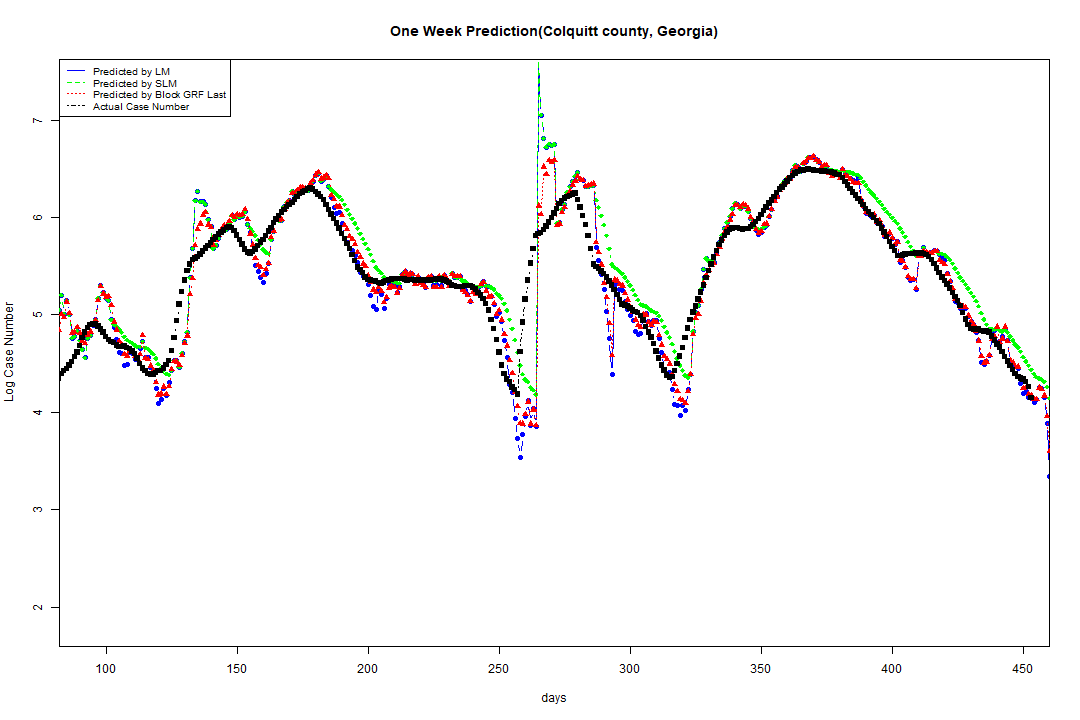 One Week Prediction(Colquitt county, Georgia)
Predicted by LM
Predicted by SLM
Predicted by Block GRF Last
Actual Case Number
7
6
5
4
3
2
Log Case Number
100 150 200 250 300 350 400 450
days